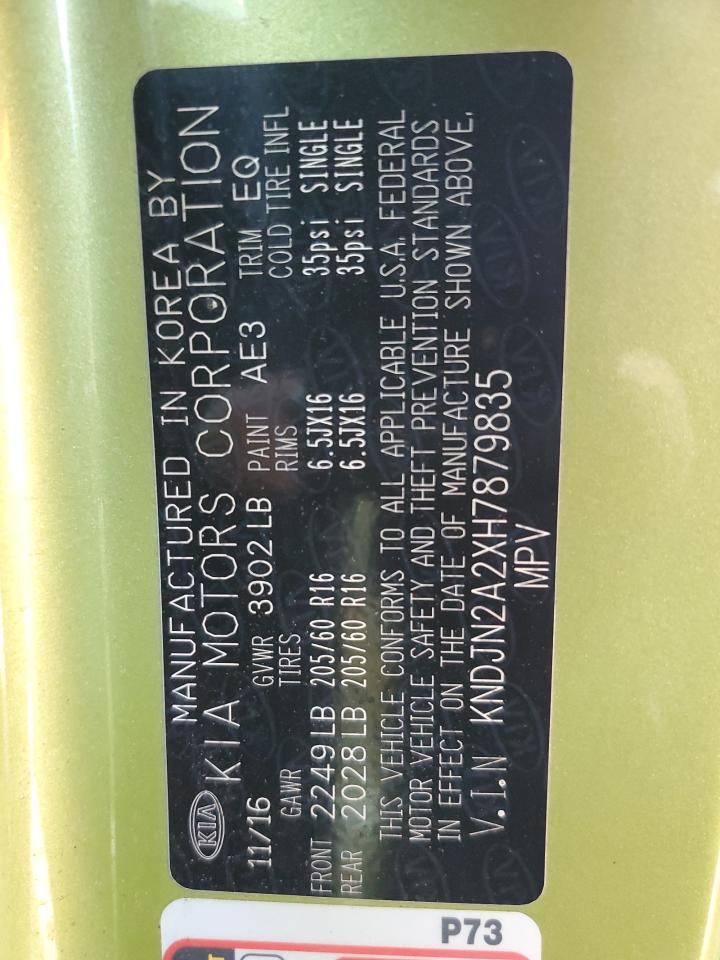 MANUFACTURED IN KOREA BY
KIA KIA MOTORS CORPORATION
11/16 GVWR 3902LB PAINT AE3 TRIM EQ
GAWR TIRES RIMS COLD TIRE INFL
FRONT 2249LB 205/60 R16 6.5JX16 35psi SINGLE
REAR 2028LB 205/60 R16 6.5JX16 35psi SINGLE
THIS VEHICLE CONFORMS TO ALL APPLICABLE U.S.A. FEDERAL
MOTOR VEHICLE SAFETY AND THEFT PREVENTION STANDARDS
IN EFFECT ON THE DATE OF MANUFACTURE SHOWN ABOVE.
V.I.N KNDJN2A2XH7879835
MPV
P73